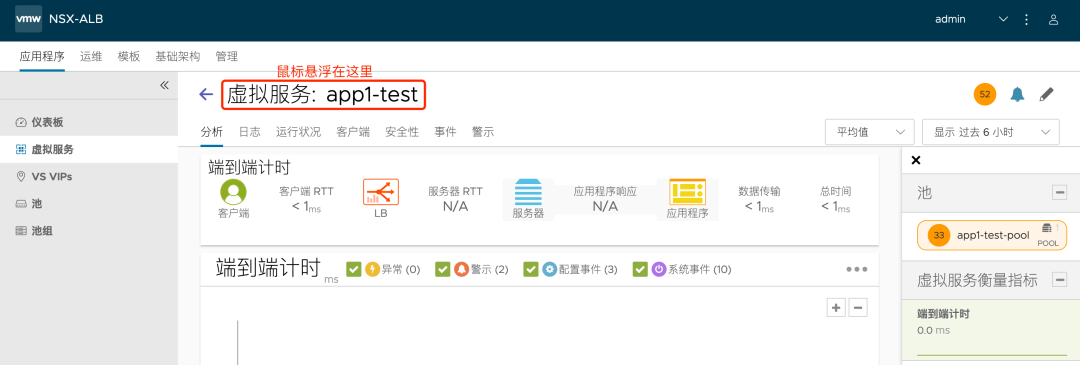 vmw NSX-ALB admin
应用程序 运维 模板 基础架构 管理
鼠标悬浮在这里
虚拟服务: app1-test
52
仪表板
虚拟服务
VS VIPs
池
池组
分析 日志 运行状况 客户端 安全性 事件 警示
平均值 显示 过去 6 小时
端到端计时
客户端
客户端 RTT
< 1ms
LB
服务器 RTT
N/A
服务器
应用程序响应
N/A
应用程序
数据传输
< 1ms
总时间
< 1ms
端到端计时 ms
异常 (0) 警示 (2) 配置事件 (3) 系统事件 (10)
池
33 app1-test-pool 1
POOL
虚拟服务衡量指标
端到端计时
0.0 ms